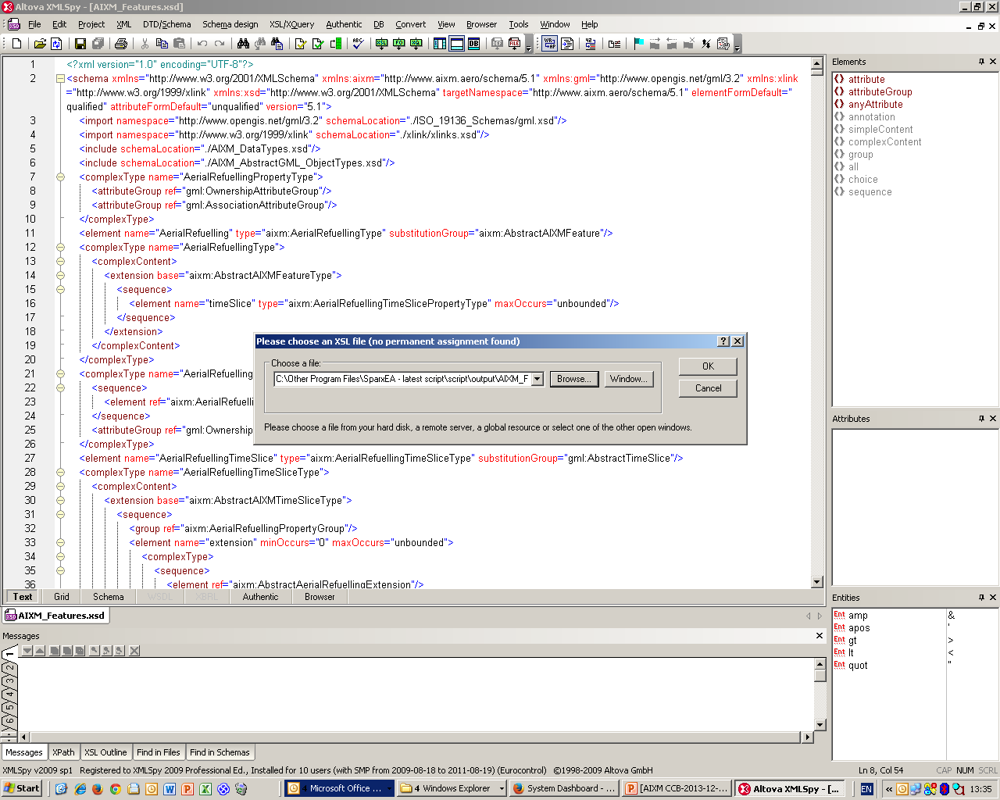 Altova XMLSpy - [AIXM_Features.xsd]
File Edit Project XML DTD/Schema Schema design XSL/XQuery Authentic DB Convert View Browser Tools Window Help
1 <?xml version="1.0" encoding="UTF-8"?>
2 <schema xmlns="http://www.w3.org/2001/XMLSchema" xmlns:aixm="http://www.aixm.aero/schema/5.1" xmlns:gml="http://www.opengis.net/gml/3.2" xmlns:xlink
="http://www.w3.org/1999/xlink" xmlns:xsd="http://www.w3.org/2001/XMLSchema" targetNamespace="http://www.aixm.aero/schema/5.1" elementFormDefault="
qualified" attributeFormDefault="unqualified" version="5.1">
3 <import namespace="http://www.opengis.net/gml/3.2" schemaLocation="./ISO_19136_Schemas/gml.xsd"/>
4 <import namespace="http://www.w3.org/1999/xlink" schemaLocation="./xlink/xlinks.xsd"/>
5 <include schemaLocation="./AIXM_DataTypes.xsd"/>
6 <include schemaLocation="./AIXM_AbstractGML_ObjectTypes.xsd"/>
7 <complexType name="AerialRefuellingPropertyType">
8 <attributeGroup ref="gml:OwnershipAttributeGroup"/>
9 <attributeGroup ref="gml:AssociationAttributeGroup"/>
10 </complexType>
11 <element name="AerialRefuelling" type="aixm:AerialRefuellingType" substitutionGroup="aixm:AbstractAIXMFeature"/>
12 <complexType name="AerialRefuellingType">
13 <complexContent>
14 <extension base="aixm:AbstractAIXMFeatureType">
15 <sequence>
16 <element name="timeSlice" type="aixm:AerialRefuellingTimeSlicePropertyType" maxOccurs="unbounded"/>
17 </sequence>
18 </extension>
19 </complexContent>
20 </complexType>
21 <complexType name="AerialRefuelli
22 <sequence>
23 <element ref="aixm:AerialRefuelli
24 </sequence>
25 <attributeGroup ref="gml:Ownership
26 </complexType>
27 <element name="AerialRefuellingTimeSlice" type="aixm:AerialRefuellingTimeSliceType" substitutionGroup="gml:AbstractTimeSlice"/>
28 <complexType name="AerialRefuellingTimeSliceType">
29 <complexContent>
30 <extension base="aixm:AbstractAIXMTimeSliceType">
31 <sequence>
32 <group ref="aixm:AerialRefuellingPropertyGroup"/>
33 <element name="extension" minOccurs="0" maxOccurs="unbounded">
34 <complexType>
35 <sequence>
36 <element ref="aixm:AbstractAerialRefuellingExtension"/>
Please choose an XSL file (no permanent assignment found)
Choose a file:
C:\Other Program Files\SparxEA - latest script\script\output\AIXM_F
Browse... Window...
OK
Cancel
Please choose a file from your hard disk, a remote server, a global resource or select one of the other open windows.
Text Grid Schema WSDL XBRL Authentic Browser
AIXM_Features.xsd
Messages
1
2
3
4
5
6
Messages XPath XSL Outline Find in Files Find in Schemas
Elements
attribute
attributeGroup
anyAttribute
annotation
simpleContent
complexContent
group
all
choice
sequence
Attributes
Entities
Ent amp &
Ent apos '
Ent gt >
Ent lt <
Ent quot "
XMLSpy v2009 sp1 Registered to XMLSpy 2009 Professional Ed., Installed for 10 users (with SMP from 2009-08-18 to 2011-08-19) (Eurocontrol) ©1998-2009 Altova GmbH
Ln 8, Col 54 CAP NUM SCRL
Start 4 Microsoft Office ... 4 Windows Explorer System Dashboard - ... [AIXM CCB-2013-12-... Altova XMLSpy - [... EN « 13:35